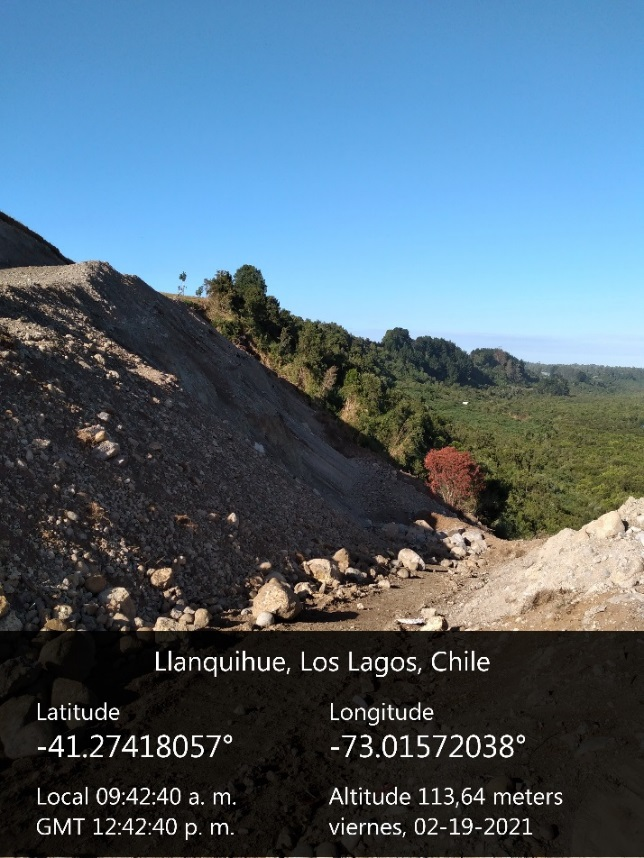 Llanquihue, Los Lagos, Chile
Latitude Longitude
-41.27418057° -73.01572038°
Local 09:42:40 a. m. Altitude 113,64 meters
GMT 12:42:40 p. m. viernes, 02-19-2021